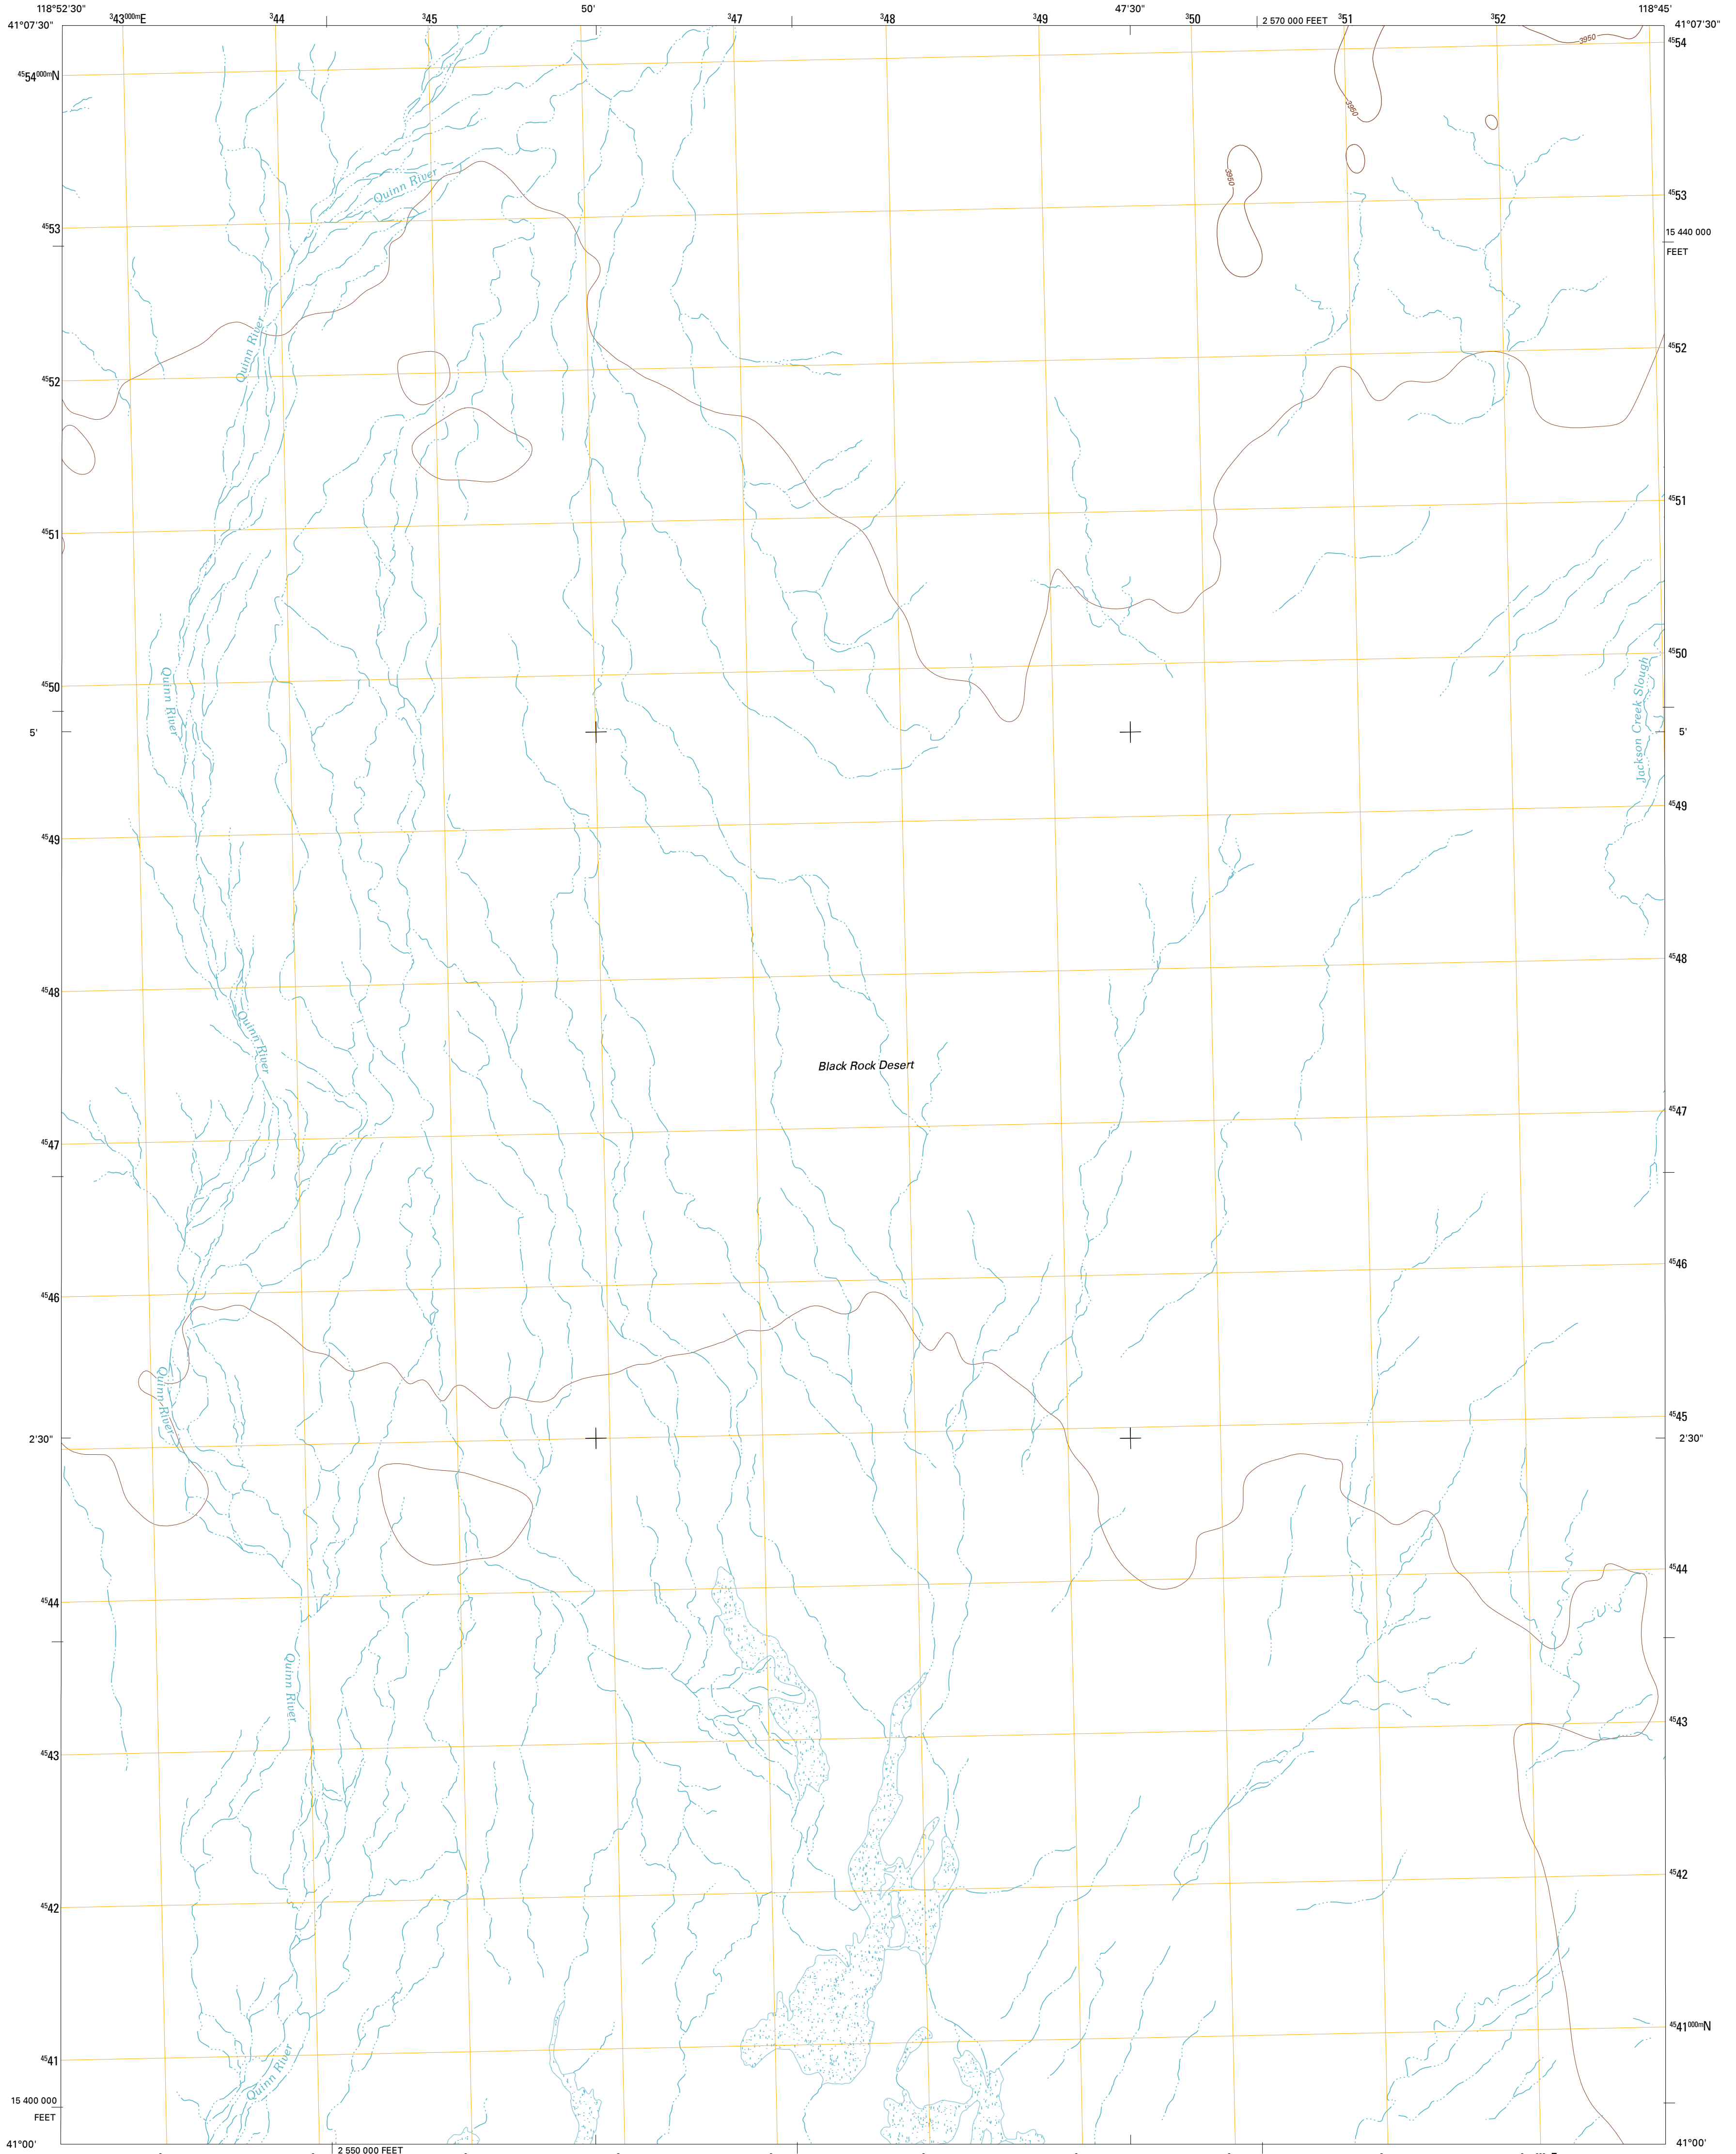 118°52'30" ³43⁰⁰⁰ᵐE ³44 ³45 50' ³47 ³48 ³49 47'30" ³50 2 570 000 FEET ³51 ³52 118°45'
41°07'30" 41°07'30"
3950
⁴⁵54
⁴⁵54⁰⁰⁰ᵐN
3950
Quinn River
3950
⁴⁵53
⁴⁵53
15 440 000
FEET
Quinn River
⁴⁵52
⁴⁵52
⁴⁵51
⁴⁵51
⁴⁵50
⁴⁵50
Quinn River
Jackson Creek Slough
5' 5'
⁴⁵49
⁴⁵49
⁴⁵48
⁴⁵48
Quinn River
Black Rock Desert
⁴⁵47
⁴⁵47
⁴⁵46
⁴⁵46
Quinn River
⁴⁵45
2'30" 2'30"
⁴⁵44
⁴⁵44
Quinn River
⁴⁵43
⁴⁵43
⁴⁵42
⁴⁵42
⁴⁵41⁰⁰⁰ᵐN
⁴⁵41
Quinn River
15 400 000
FEET
41°00' 41°00'
2 550 000 FEET